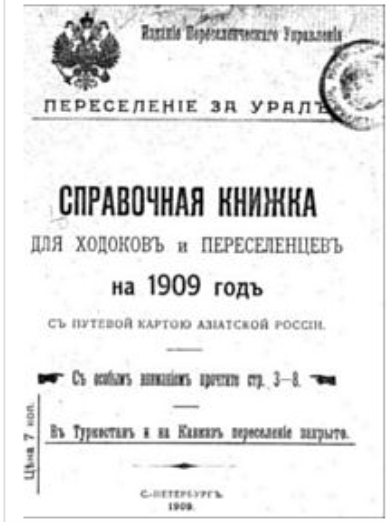 Изданіе Переселенческаго Управленія
ПЕРЕСЕЛЕНІЕ ЗА УРАЛЪ
СПРАВОЧНАЯ КНИЖКА
ДЛЯ ХОДОКОВЪ и ПЕРЕСЕЛЕНЦЕВЪ
на 1909 годъ
СЪ ПУТЕВОЙ КАРТОЮ АЗІАТСКОЙ РОССІИ.
Съ особымъ вниманіемъ прочтите стр. 3—8.
Въ Туркестанъ и на Кавказъ переселеніе закрыто.
Цѣна 7 коп.
С.-ПЕТЕРБУРГЪ.
1909.